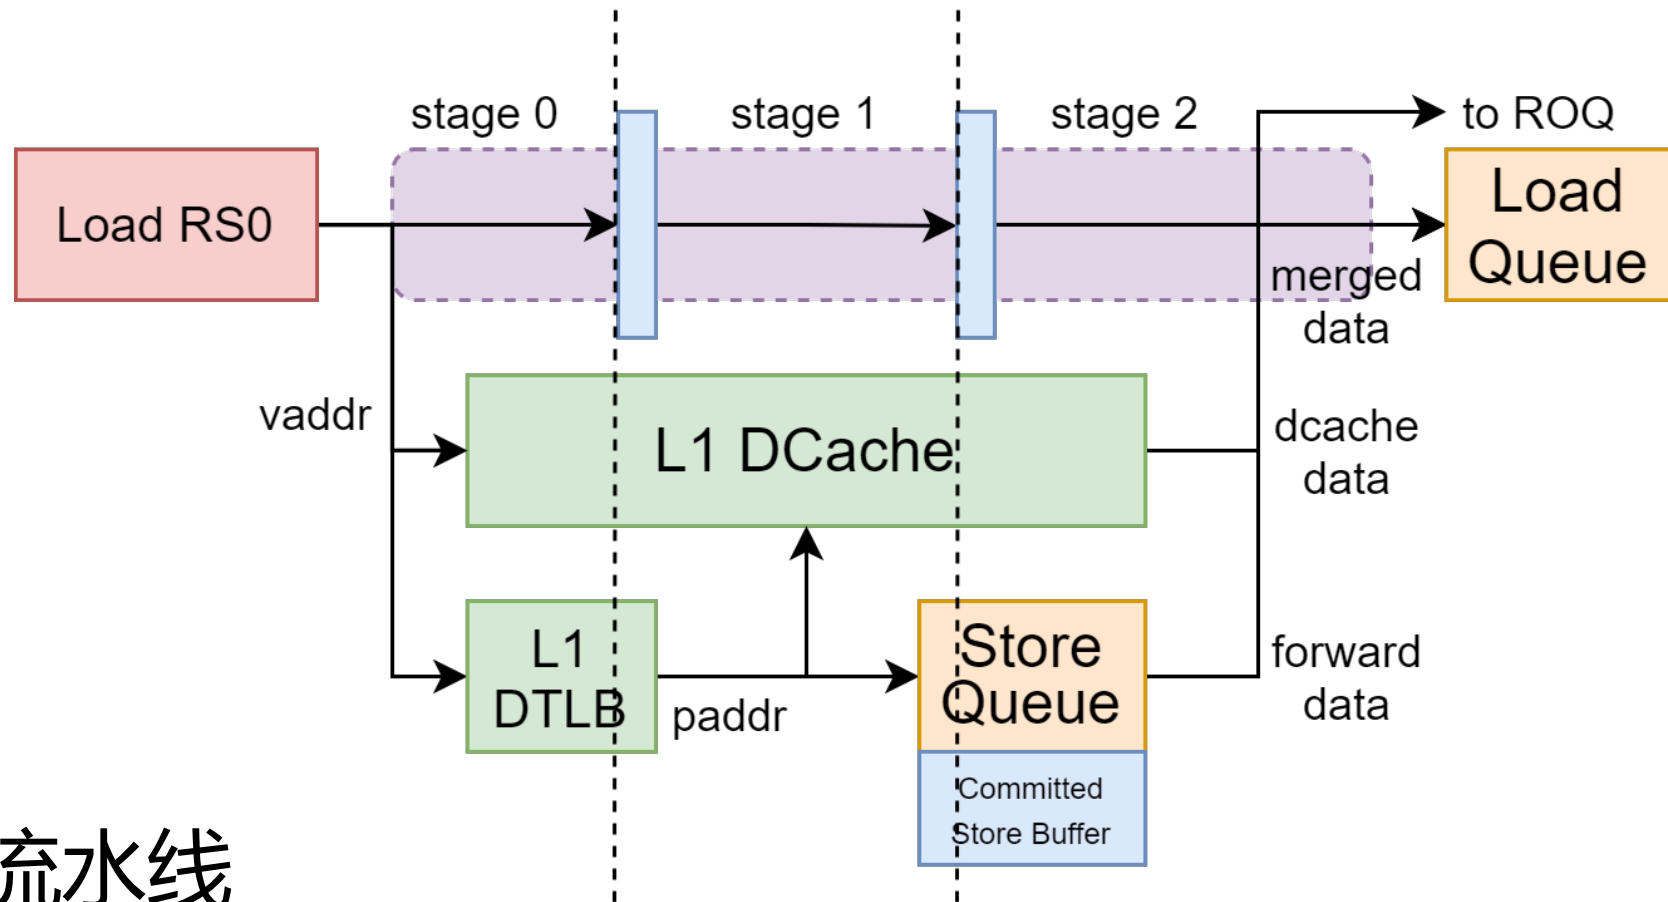 stage 0
stage 1
stage 2
to ROQ
Load RS0
Load
Queue
merged
data
vaddr
L1 DCache
dcache
data
L1
DTLB
paddr
Store
Queue
forward
data
Committed
Store Buffer
流水线